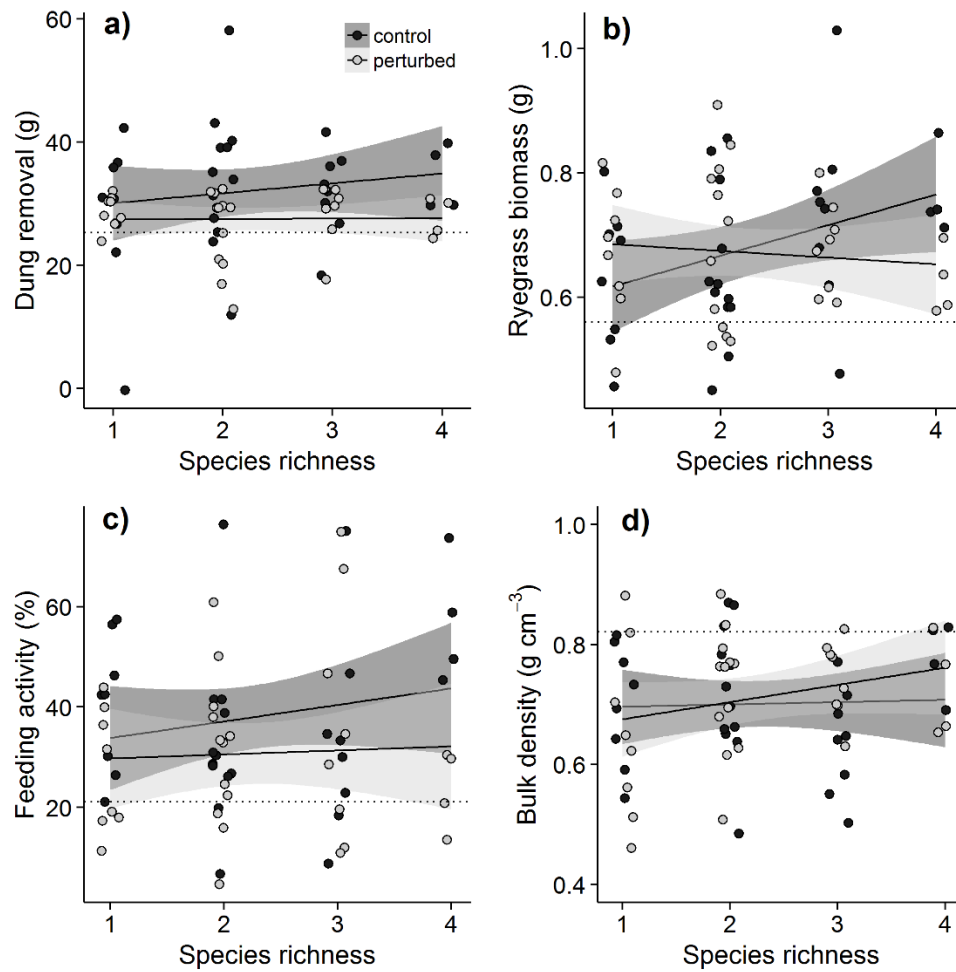 a)
control
perturbed
Dung removal (g)
60
40
20
0
1 2 3 4
Species richness
b)
Ryegrass biomass (g)
1.0
0.8
0.6
1 2 3 4
Species richness
c)
Feeding activity (%)
60
40
20
1 2 3 4
Species richness
d)
Bulk density (g cm⁻³)
1.0
0.8
0.6
0.4
1 2 3 4
Species richness